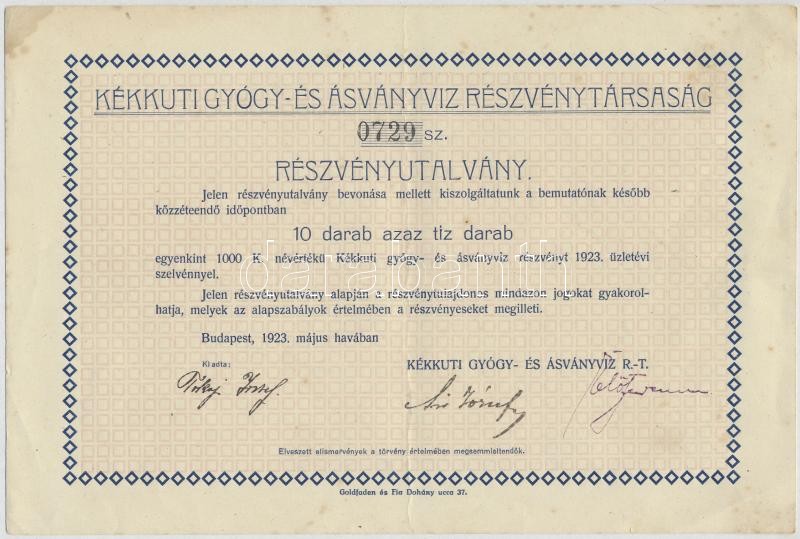 KÉKKUTI GYÓGY- ÉS ÁSVÁNYVIZ RÉSZVÉNYTÁRSASÁG
0729 SZ.
RÉSZVÉNYUTALVÁNY.
Jelen részvényutalvány bevonása mellett kiszolgáltatunk a bemutatónak később
közzéteendő időpontban
10 darab azaz tiz darab
egyenkint 1000 K. névértékű Kékkuti gyógy- és ásványviz részvényt 1923. üzletévi
szelvénnyel.
Jelen részvényutalvány alapján a részvénytulajdonos mindazon jogokat gyakorol-
hatja, melyek az alapszabályok értelmében a részvényeseket megilleti.
Budapest, 1923. május havában
Kiadta:
KÉKKUTI GYÓGY- ÉS ÁSVÁNYVIZ R.-T.
Elveszett elismervények a törvény értelmében megsemmisitendők.
Goldfaden és Fia Dohány ucca 37.